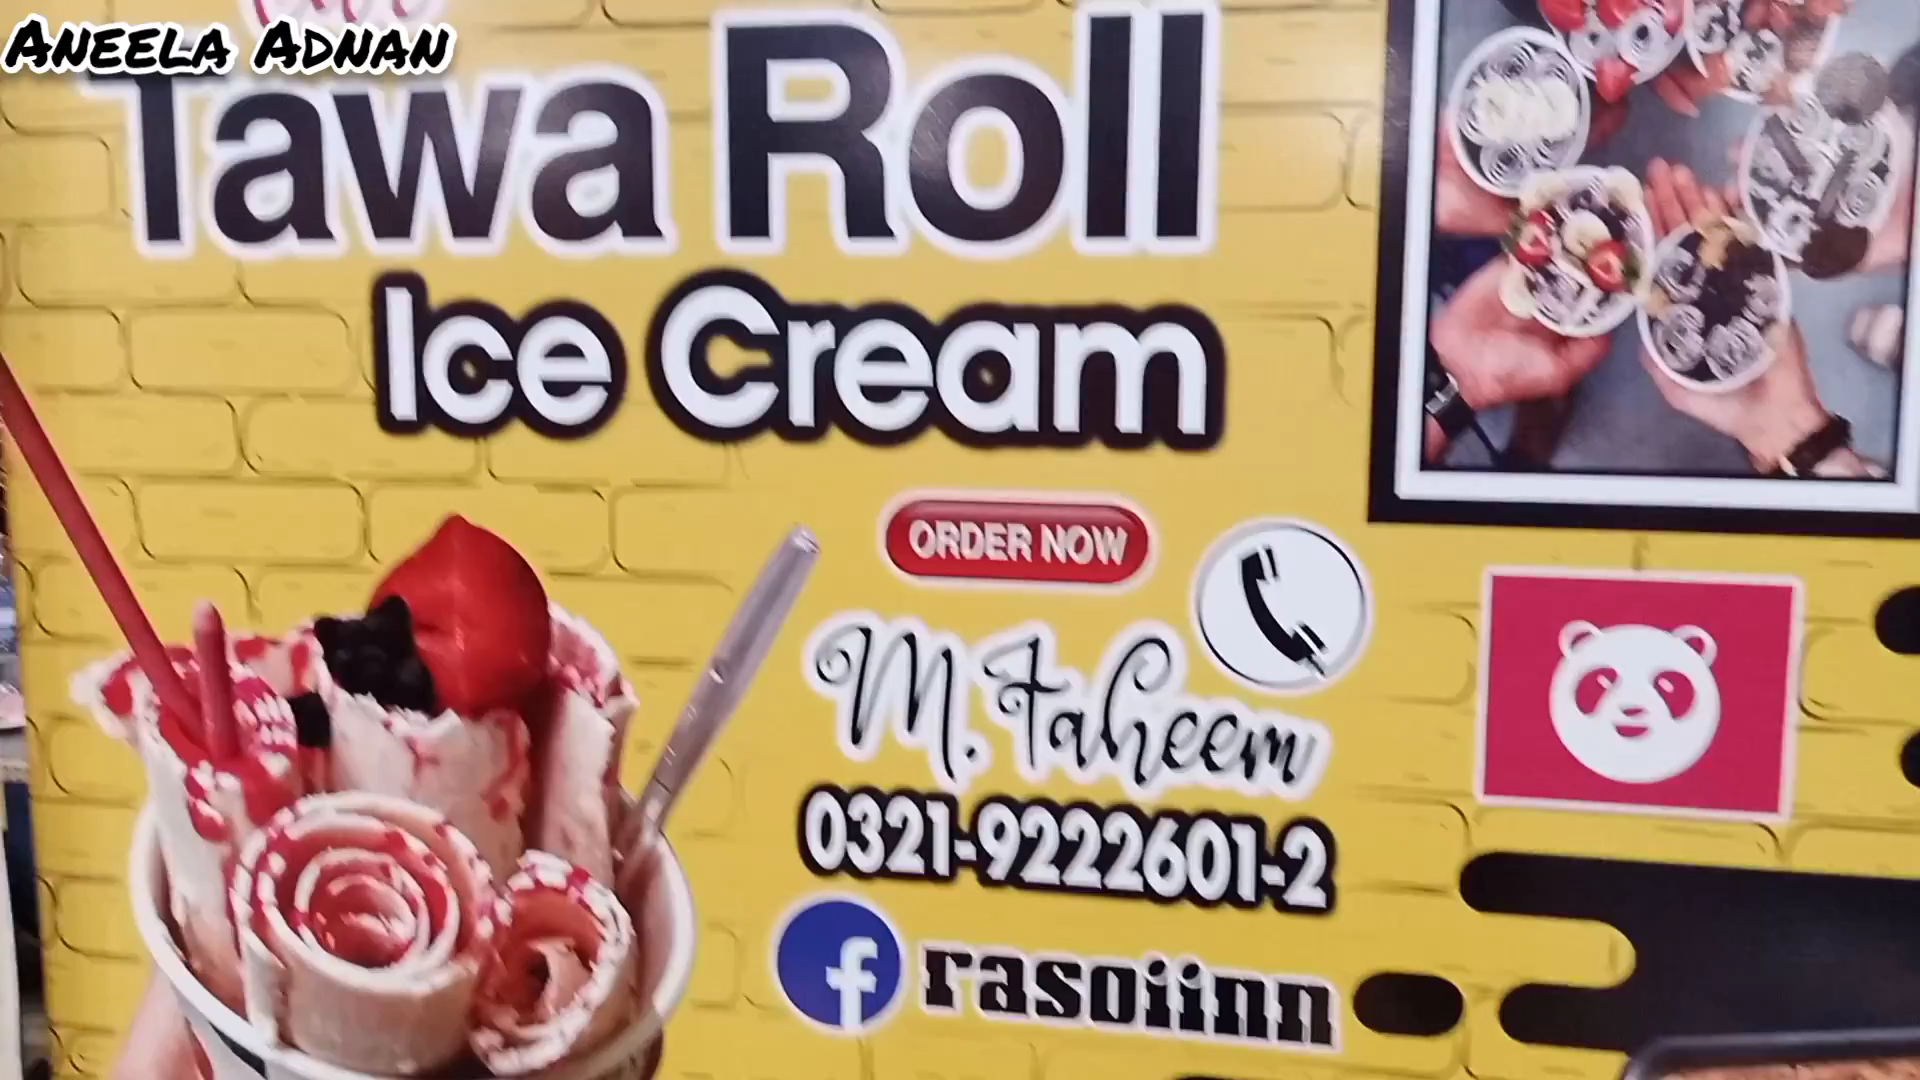 ANEELA ADNAN
Tawa Roll
Ice Cream
ORDER NOW
M. Faheem
0321-9222601-2
f rasoiinn